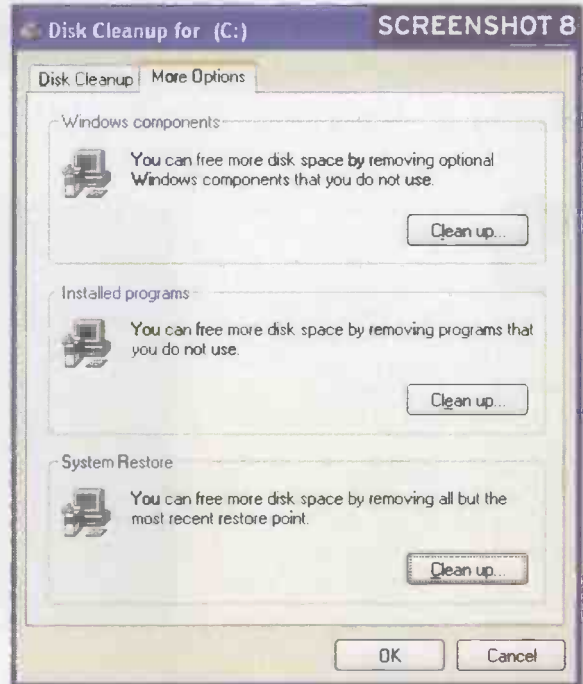 Disk Cleanup for (C:)
SCREENSHOT 8
Disk Cleanup
More Options
Windows components
You can free more disk space by removing optional
Windows components that you do not use.
Clean up...
Installed programs
You can free more disk space by removing programs that
you do not use.
Clean up...
System Restore
You can free more disk space by removing all but the
most recent restore point.
Clean up...
OK
Cancel